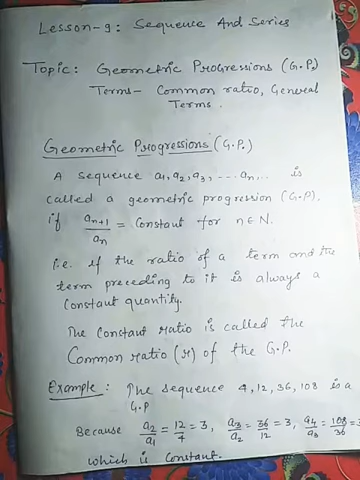 Lesson-9: Sequence And Series
Topic: Geometric Progressions (G.P.)
Terms- Common ratio, General
Terms.
Geometric Progressions (G.P.)
A sequence a₁, a₂, a₃, ... aₙ, ... is
called a geometric progression (G.P),
if aₙ₊₁/aₙ = Constant for n∈N.
i.e. if the ratio of a term and the
term preceding to it is always a
Constant quantity.
The Constant ratio is called the
Common ratio (r) of the G.P.
Example: The sequence 4, 12, 36, 108 is a
G.P
Because a₂/a₁ = 12/4 = 3, a₃/a₂ = 36/12 = 3, a₄/a₃ = 108/36 = 3
which is Constant.